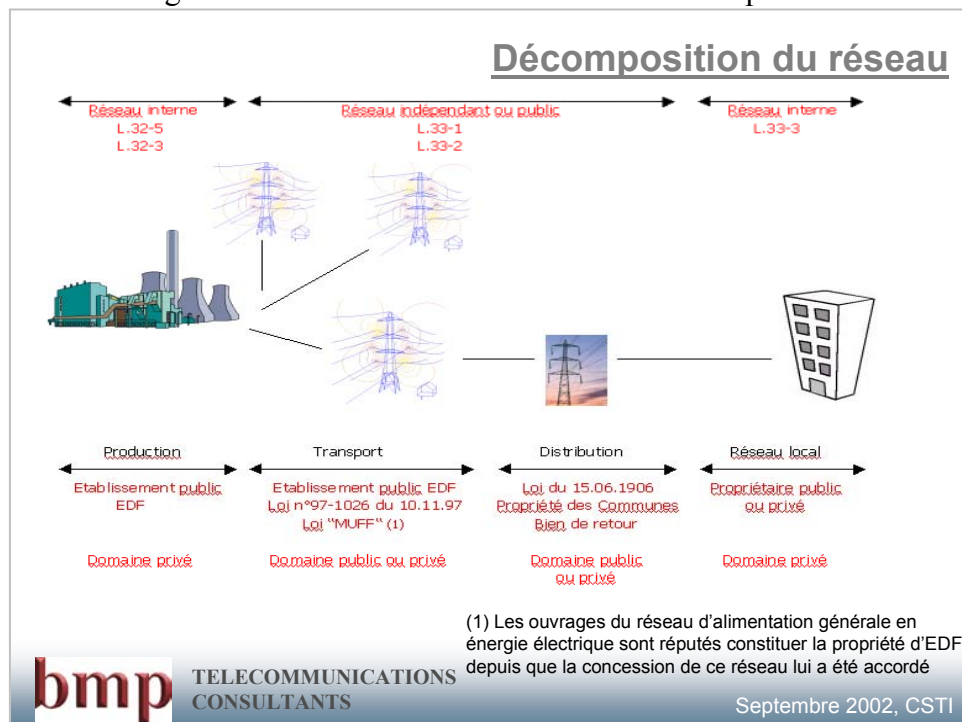 Décomposition du réseau
Réseau interne
L.32-5
L.32-3
Réseau indépendant ou public
L.33-1
L.33-2
Réseau interne
L.33-3
Production
Etablissement public
EDF
Domaine privé
Transport
Etablissement public EDF
Loi n°97-1026 du 10.11.97
Loi "MUFF" (1)
Domaine public ou privé
Distribution
Loi du 15.06.1906
Propriété des Communes
Bien de retour
Domaine public
ou privé
Réseau local
Propriétaire public
ou privé
Domaine privé
(1) Les ouvrages du réseau d'alimentation générale en
énergie électrique sont réputés constituer la propriété d'EDF
depuis que la concession de ce réseau lui a été accordé
bmp
TELECOMMUNICATIONS
CONSULTANTS
Septembre 2002, CSTI